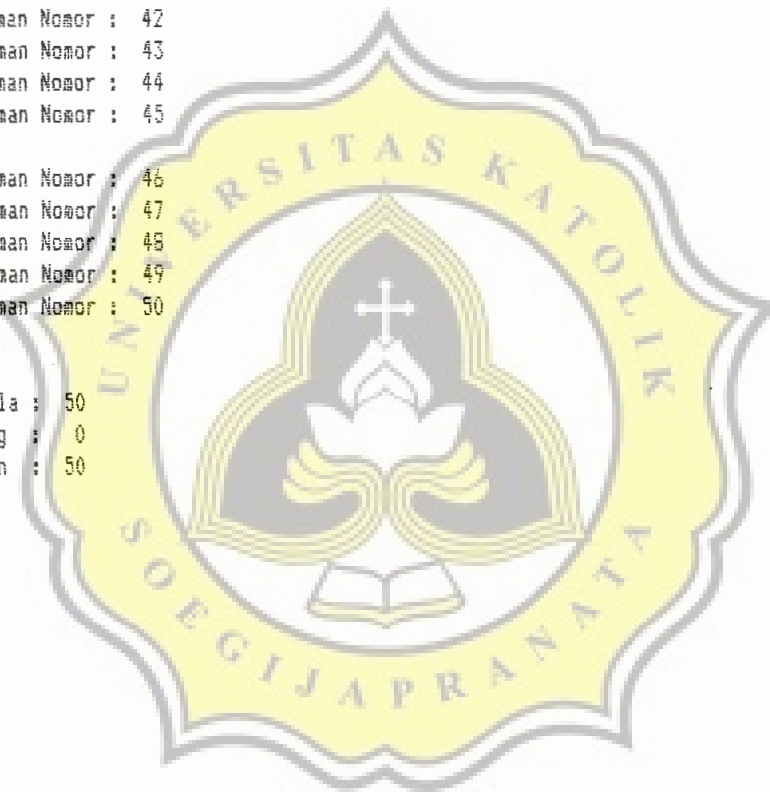 man Nomor : 42
man Nomor : 43
man Nomor : 44
man Nomor : 45
man Nomor : 46
man Nomor : 47
man Nomor : 48
man Nomor : 49
man Nomor : 50
la : 50
g : 0
n : 50
UNIVERSITAS KATOLIK
SOEGIJAPRANATA